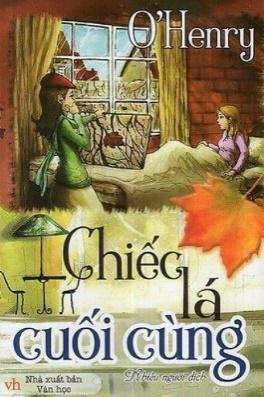 O'Henry
Chiếc
lá
cuối cùng
Nhiều người dịch
vh
Nhà xuất bản
Văn học